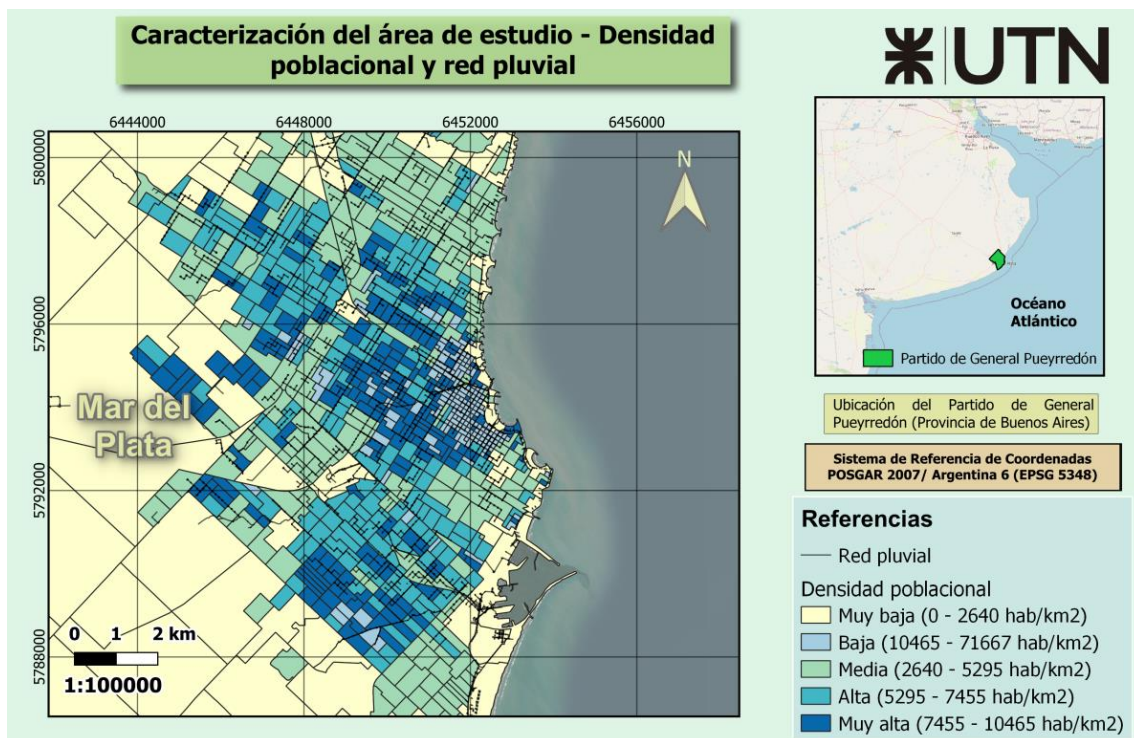 Caracterización del área de estudio - Densidad
poblacional y red pluvial
UTN
6444000
6448000
6452000
6456000
5800000
5796000
5792000
5788000
N
Mar del
Plata
0 1 2 km
1:100000
Océano
Atlántico
Partido de General Pueyrredón
Ubicación del Partido de General
Pueyrredón (Provincia de Buenos Aires)
Sistema de Referencia de Coordenadas
POSGAR 2007/ Argentina 6 (EPSG 5348)
Referencias
Red pluvial
Densidad poblacional
Muy baja (0 - 2640 hab/km2)
Baja (10465 - 71667 hab/km2)
Media (2640 - 5295 hab/km2)
Alta (5295 - 7455 hab/km2)
Muy alta (7455 - 10465 hab/km2)